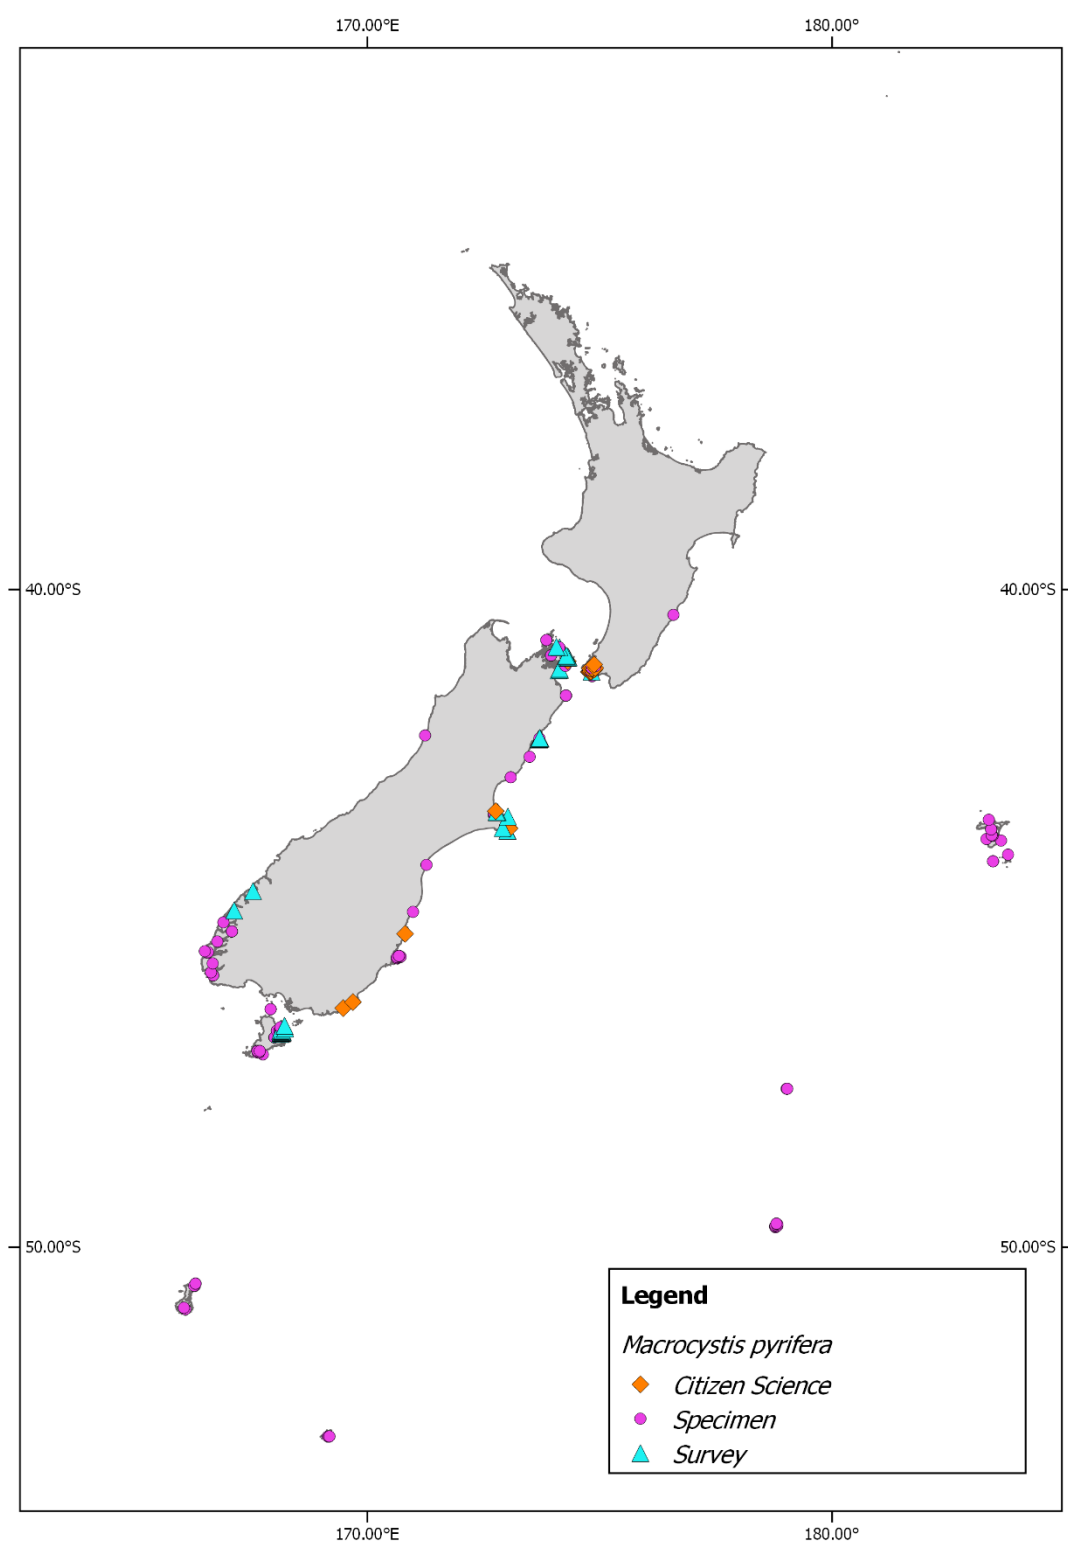 170.00°E 180.00°
40.00°S 40.00°S
50.00°S 50.00°S
Legend
Macrocystis pyrifera
Citizen Science
Specimen
Survey
170.00°E 180.00°